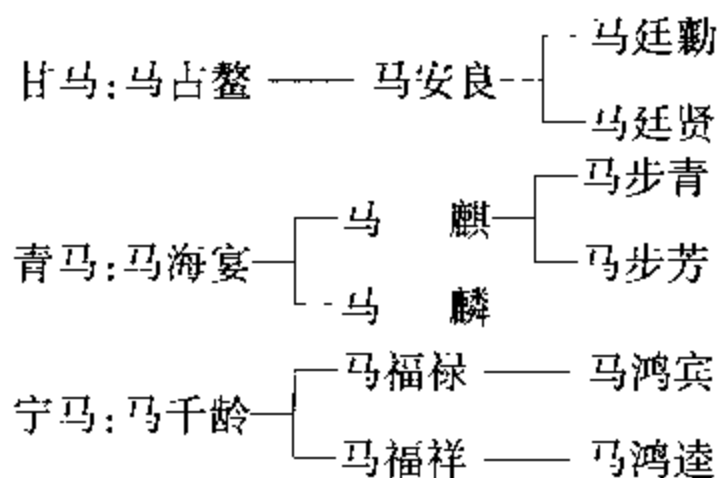 马廷勷
甘马：马占鳌 马安良
马廷贤
马步青
青马：马海宴 马 麒
马步芳
马 麟
马福禄 马鸿宾
宁马：马千龄
马福祥 马鸿逵